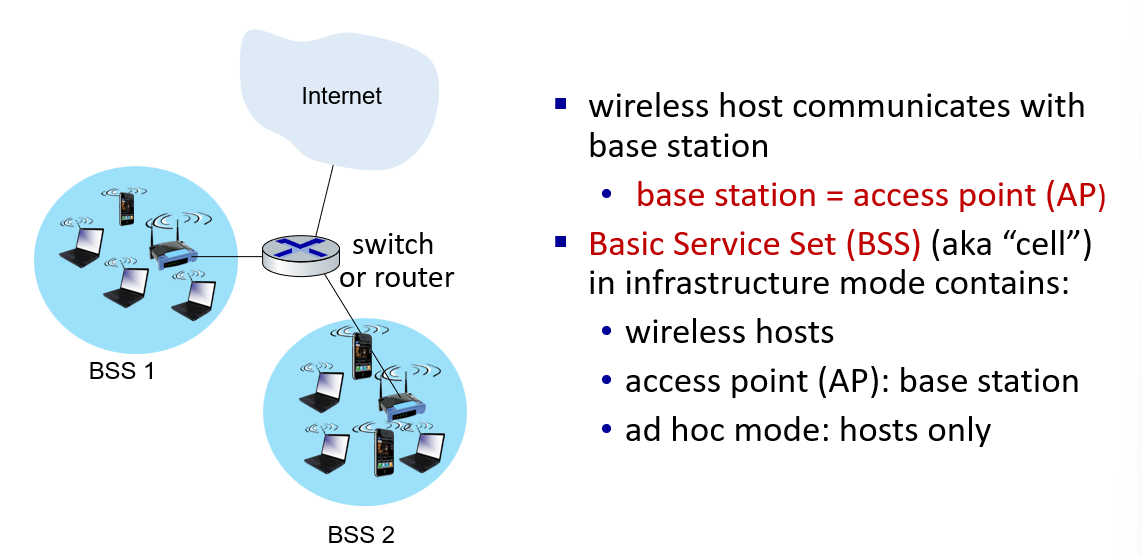 Internet
switch
or router
BSS 1
BSS 2
▪ wireless host communicates with
base station
• base station = access point (AP)
▪ Basic Service Set (BSS) (aka “cell”)
in infrastructure mode contains:
• wireless hosts
• access point (AP): base station
• ad hoc mode: hosts only